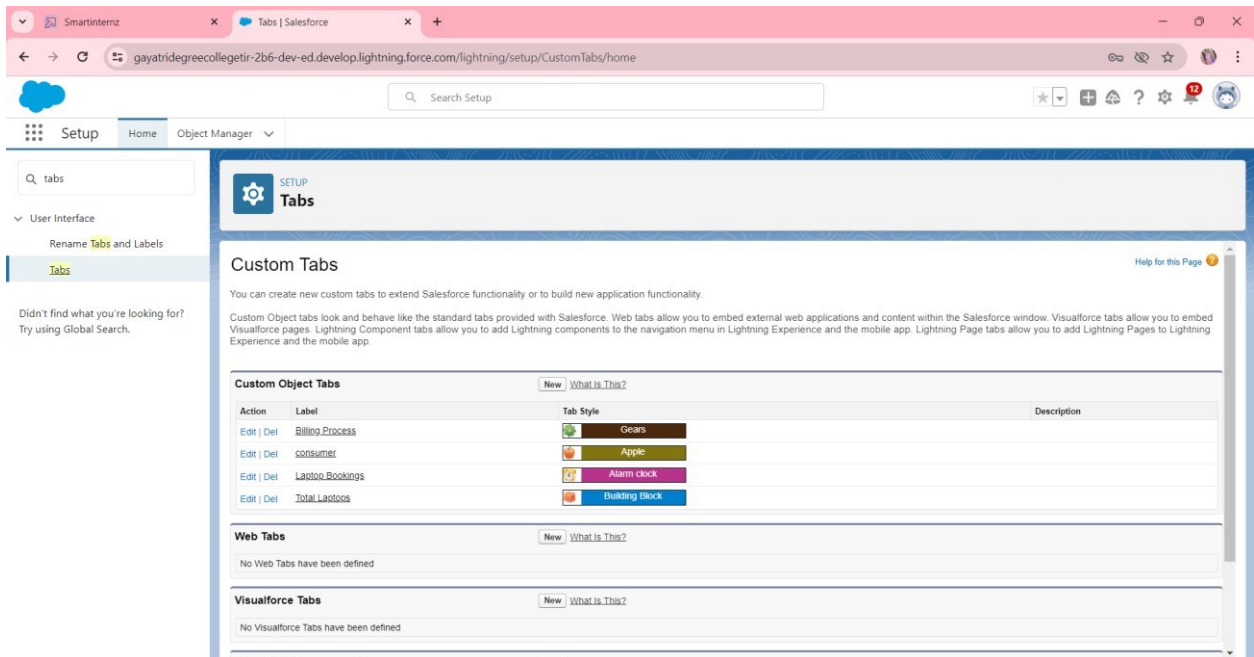 Smartinternz
Tabs | Salesforce
gayatridegreecollegetir-2b6-dev-ed.develop.lightning.force.com/lightning/setup/CustomTabs/home
Search Setup
12
Setup
Home
Object Manager
tabs
User Interface
Rename Tabs and Labels
Tabs
Didn't find what you're looking for?
Try using Global Search.
SETUP
Tabs
Custom Tabs
Help for this Page
You can create new custom tabs to extend Salesforce functionality or to build new application functionality.
Custom Object tabs look and behave like the standard tabs provided with Salesforce. Web tabs allow you to embed external web applications and content within the Salesforce window. Visualforce tabs allow you to embed
Visualforce pages. Lightning Component tabs allow you to add Lightning components to the navigation menu in Lightning Experience and the mobile app. Lightning Page tabs allow you to add Lightning Pages to Lightning
Experience and the mobile app.
Custom Object Tabs New What Is This?
Action Label Tab Style Description
Edit | Del Billing Process Gears
Edit | Del consumer Apple
Edit | Del Laptop Bookings Alarm clock
Edit | Del Total Laptops Building Block
Web Tabs New What Is This?
No Web Tabs have been defined
Visualforce Tabs New What Is This?
No Visualforce Tabs have been defined